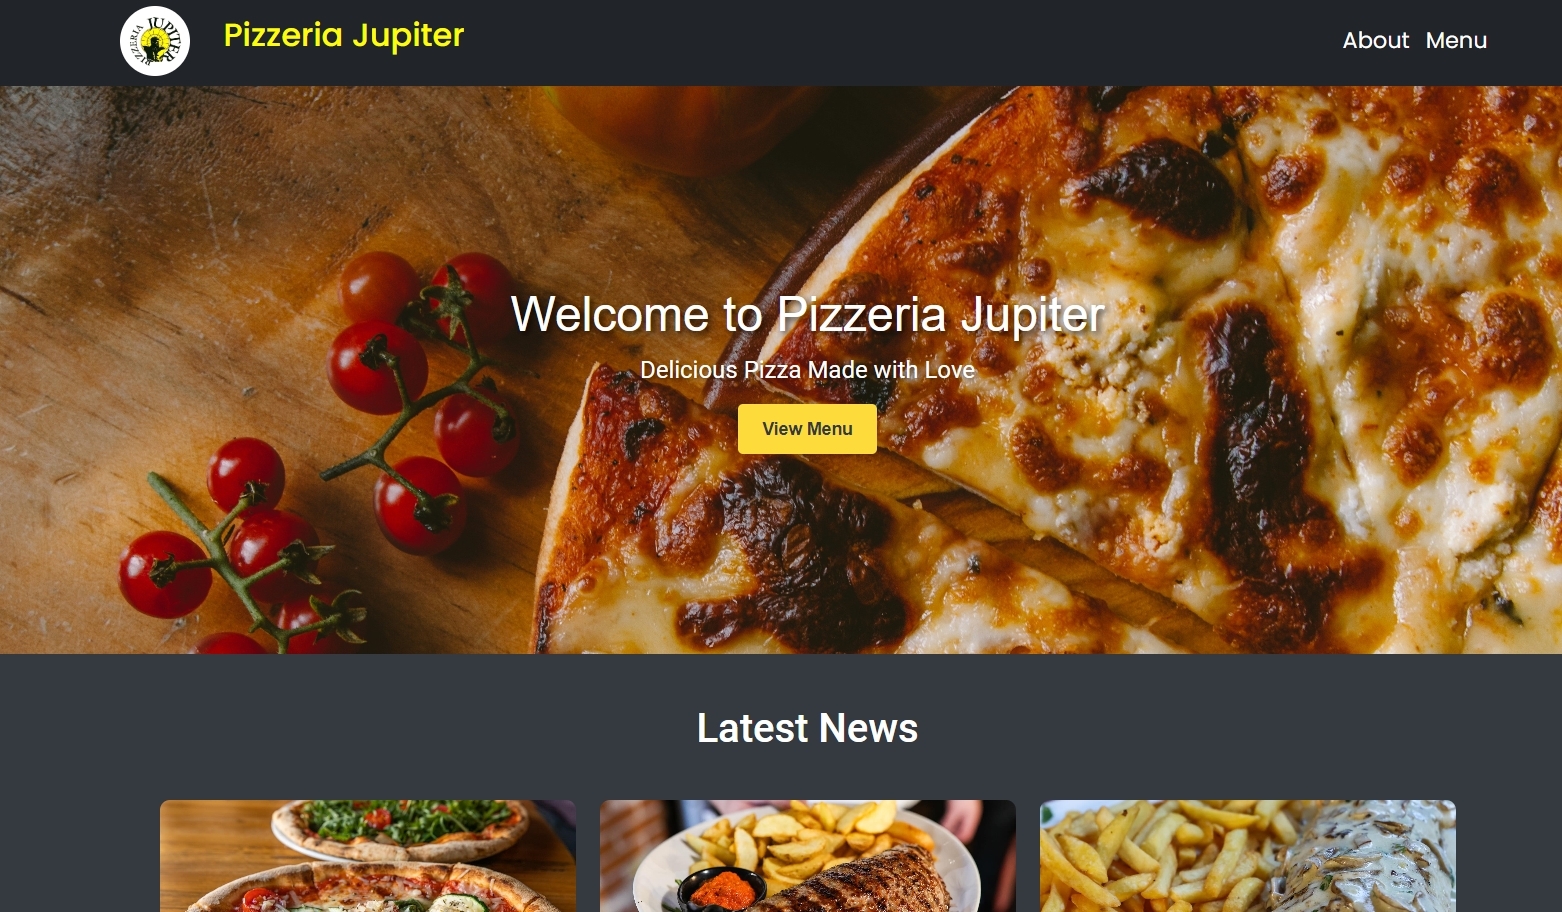 PIZZERIA JUPITER
Pizzeria Jupiter
About Menu
Welcome to Pizzeria Jupiter
Delicious Pizza Made with Love
View Menu
Latest News